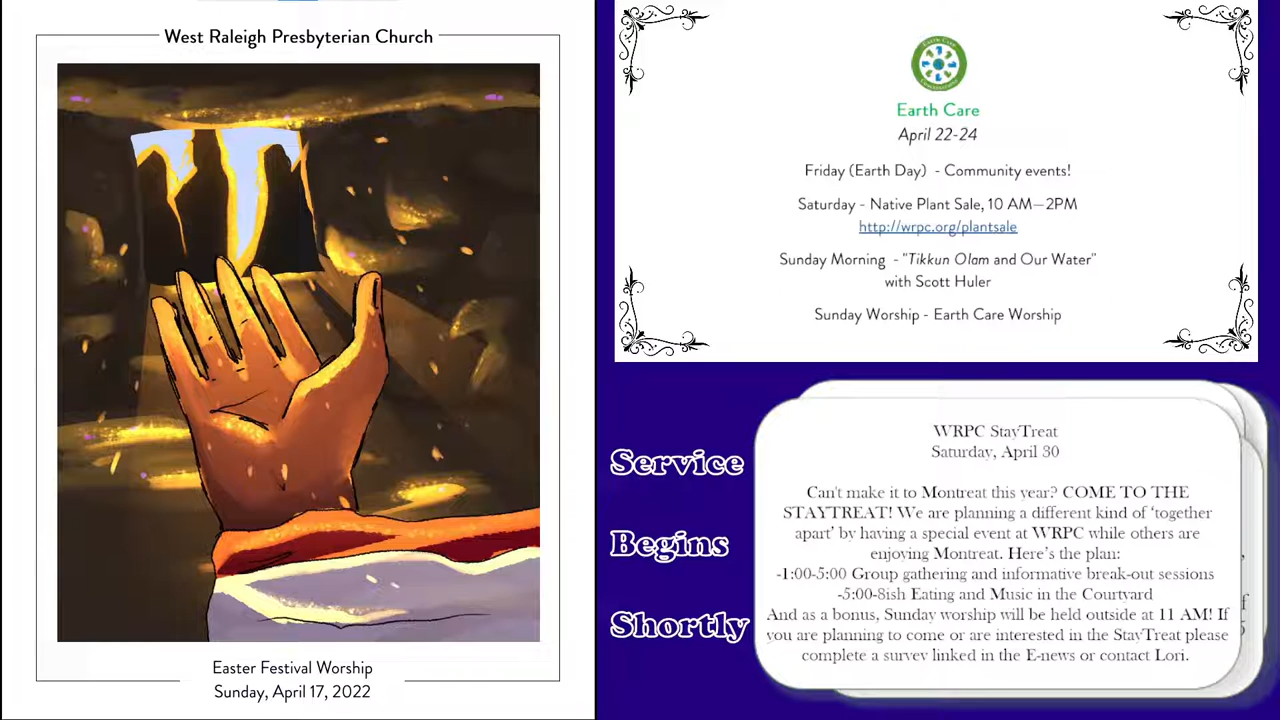 West Raleigh Presbyterian Church
Easter Festival Worship
Sunday, April 17, 2022
Earth Care
April 22-24
Friday (Earth Day) - Community events!
Saturday - Native Plant Sale, 10 AM—2PM
http://wrpc.org/plantsale
Sunday Morning - "Tikkun Olam and Our Water"
with Scott Huler
Sunday Worship - Earth Care Worship
Service
Begins
Shortly
WRPC StayTreat
Saturday, April 30
Can't make it to Montreat this year? COME TO THE
STAYTREAT! We are planning a different kind of 'together
apart' by having a special event at WRPC while others are
enjoying Montreat. Here's the plan:
-1:00-5:00 Group gathering and informative break-out sessions
-5:00-8ish Eating and Music in the Courtyard
And as a bonus, Sunday worship will be held outside at 11 AM! If
you are planning to come or are interested in the StayTreat please
complete a survey linked in the E-news or contact Lori.